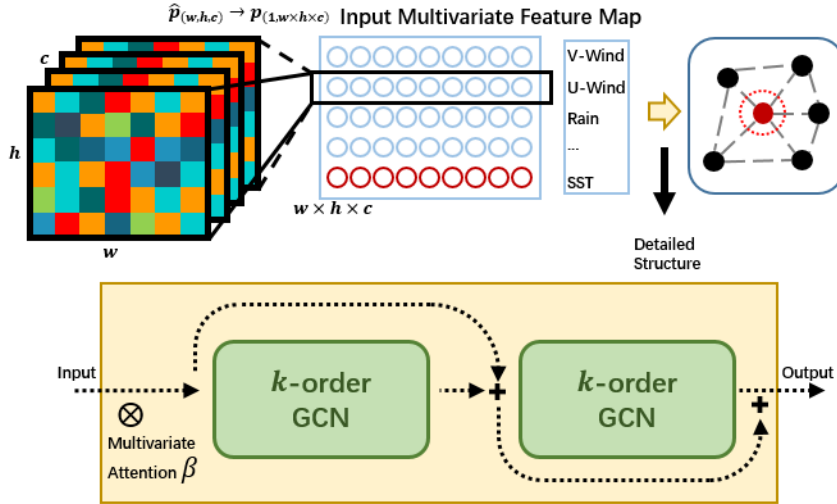 p̂(w,h,c) → p(1,w×h×c) Input Multivariate Feature Map
c
h
w
w × h × c
V-Wind
U-Wind
Rain
...
SST
Detailed
Structure
Input
k-order
GCN
+
k-order
GCN
Output
+
⊗
Multivariate
Attention β